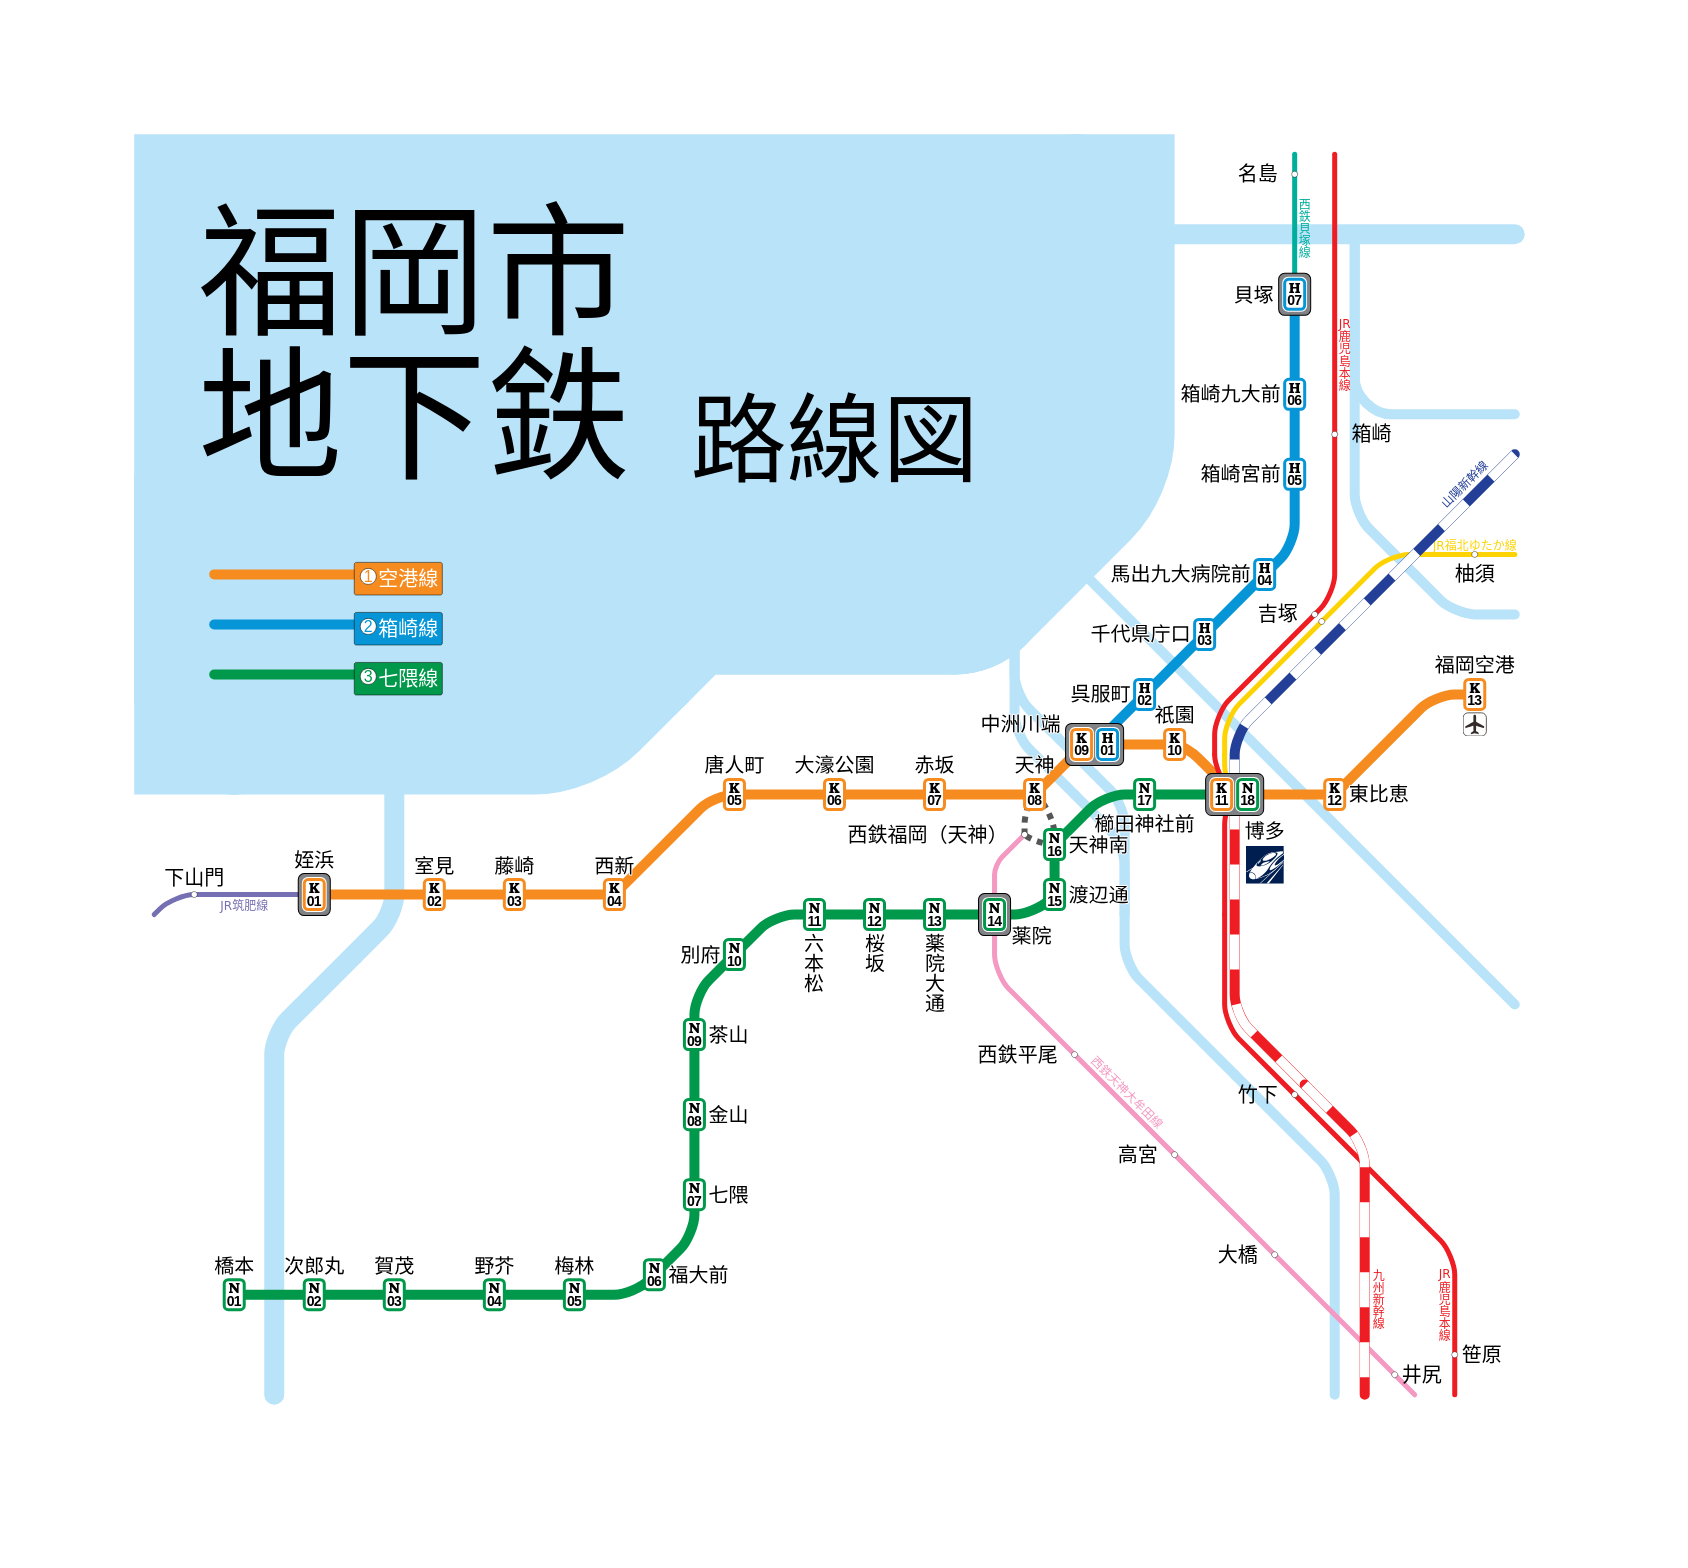 福岡市
地下鉄 路線図
❶空港線
❷箱崎線
❸七隈線
名島
西鉄貝塚線
H
07
貝塚
JR鹿児島本線
H
06
箱崎九大前
箱崎
H
05
箱崎宮前
山陽新幹線
JR福北ゆたか線
柚須
H
04
馬出九大病院前
吉塚
H
03
千代県庁口
福岡空港
K
13
H
02
呉服町
祇園
K
10
中洲川端
K
09
H
01
唐人町
K
05
大濠公園
K
06
赤坂
K
07
天神
K
08
N
17
櫛田神社前
K
11
N
18
博多
K
12
東比恵
西鉄福岡（天神）
N
16
天神南
下山門
JR筑肥線
姪浜
K
01
室見
K
02
藤崎
K
03
西新
K
04
N
15
渡辺通
N
14
薬院
N
13
薬院大通
N
12
桜坂
N
11
六本松
別府
N
10
N
09
茶山
西鉄平尾
西鉄天神大牟田線
竹下
N
08
金山
高宮
N
07
七隈
大橋
橋本
N
01
次郎丸
N
02
賀茂
N
03
野芥
N
04
梅林
N
05
N
06
福大前
九州新幹線
JR鹿児島本線
笹原
井尻